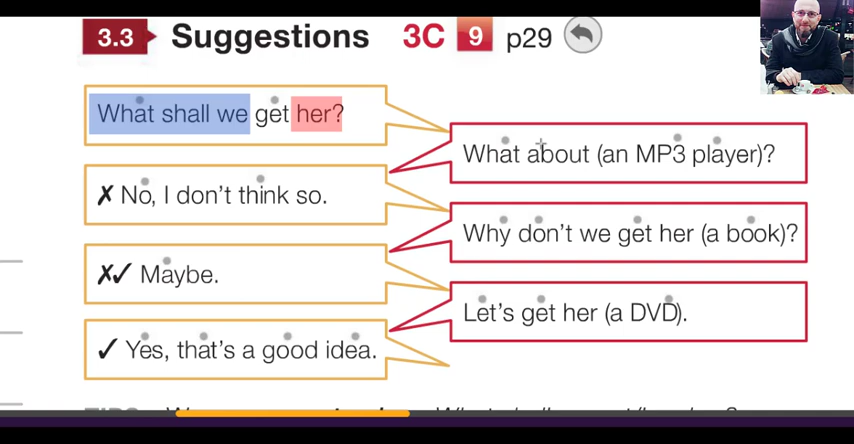 3.3 Suggestions 3C 9 p29
What shall we get her?
What about (an MP3 player)?
✗ No, I don't think so.
Why don't we get her (a book)?
✗✓ Maybe.
Let's get her (a DVD).
✓ Yes, that's a good idea.